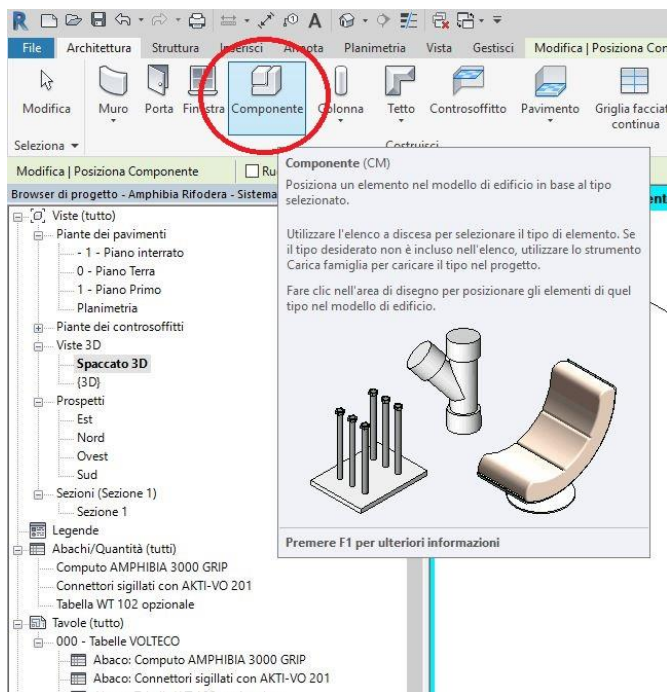 R A
File Architettura Struttura Inserisci Annota Planimetria Vista Gestisci Modifica | Posiziona Con
Modifica Muro Porta Finestra Componente Colonna Tetto Controsoffitto Pavimento Griglia facciat
continua
Seleziona Costruisci
Modifica | Posiziona Componente Ru
Componente (CM)
Posiziona un elemento nel modello di edificio in base al tipo
selezionato.
Utilizzare l'elenco a discesa per selezionare il tipo di elemento. Se
il tipo desiderato non è incluso nell'elenco, utilizzare lo strumento
Carica famiglia per caricare il tipo nel progetto.
Fare clic nell'area di disegno per posizionare gli elementi di quel
tipo nel modello di edificio.
Premere F1 per ulteriori informazioni
Browser di progetto - Amphibia Rifodera - Sistema
ent
Viste (tutto)
Piante dei pavimenti
- 1 - Piano interrato
0 - Piano Terra
1 - Piano Primo
Planimetria
Piante dei controsoffitti
Viste 3D
Spaccato 3D
{3D}
Prospetti
Est
Nord
Ovest
Sud
Sezioni (Sezione 1)
Sezione 1
Legende
Abachi/Quantità (tutti)
Computo AMPHIBIA 3000 GRIP
Connettori sigillati con AKTI-VO 201
Tabella WT 102 opzionale
Tavole (tutto)
000 - Tabelle VOLTECO
Abaco: Computo AMPHIBIA 3000 GRIP
Abaco: Connettori sigillati con AKTI-VO 201